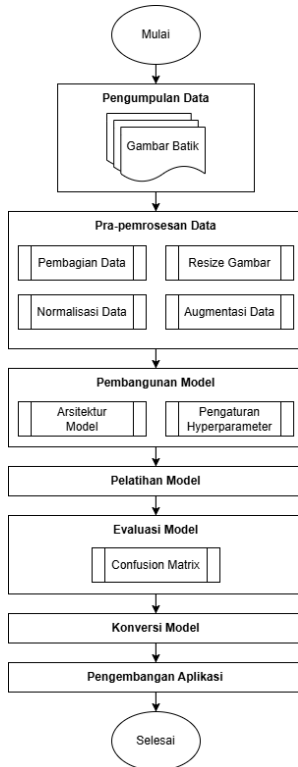 Mulai
Pengumpulan Data
Gambar Batik
Pra-pemrosesan Data
Pembagian Data
Resize Gambar
Normalisasi Data
Augmentasi Data
Pembangunan Model
Arsitektur
Model
Pengaturan
Hyperparameter
Pelatihan Model
Evaluasi Model
Confusion Matrix
Konversi Model
Pengembangan Aplikasi
Selesai